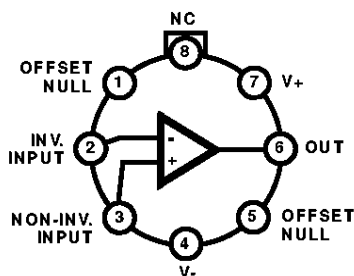 NC
8
OFFSET
NULL
1
7
V+
INV.
INPUT
2
-
+
6
OUT
NON-INV.
INPUT
3
4
V-
5
OFFSET
NULL